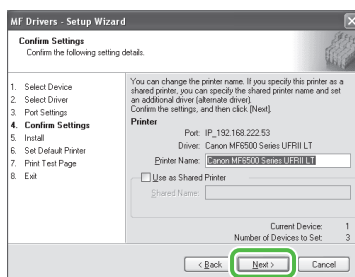 MF Drivers - Setup Wizard
Confirm Settings
Confirm the following setting details.
1. Select Device
2. Select Driver
3. Port Settings
4. Confirm Settings
5. Install
6. Set Default Printer
7. Print Test Page
8. Exit
You can change the printer name. If you specify this printer as a
shared printer, you can specify the shared printer name and set
an additional driver (alternate driver).
Confirm the settings, and then click [Next].
Printer
Port: IP_192.168.222.53
Driver: Canon MF6500 Series UFRII LT
Printer Name: Canon MF6500 Series UFRII LT
Use as Shared Printer
Shared Name:
Current Device: 1
Number of Devices to Set: 3
< Back
Next >
Cancel